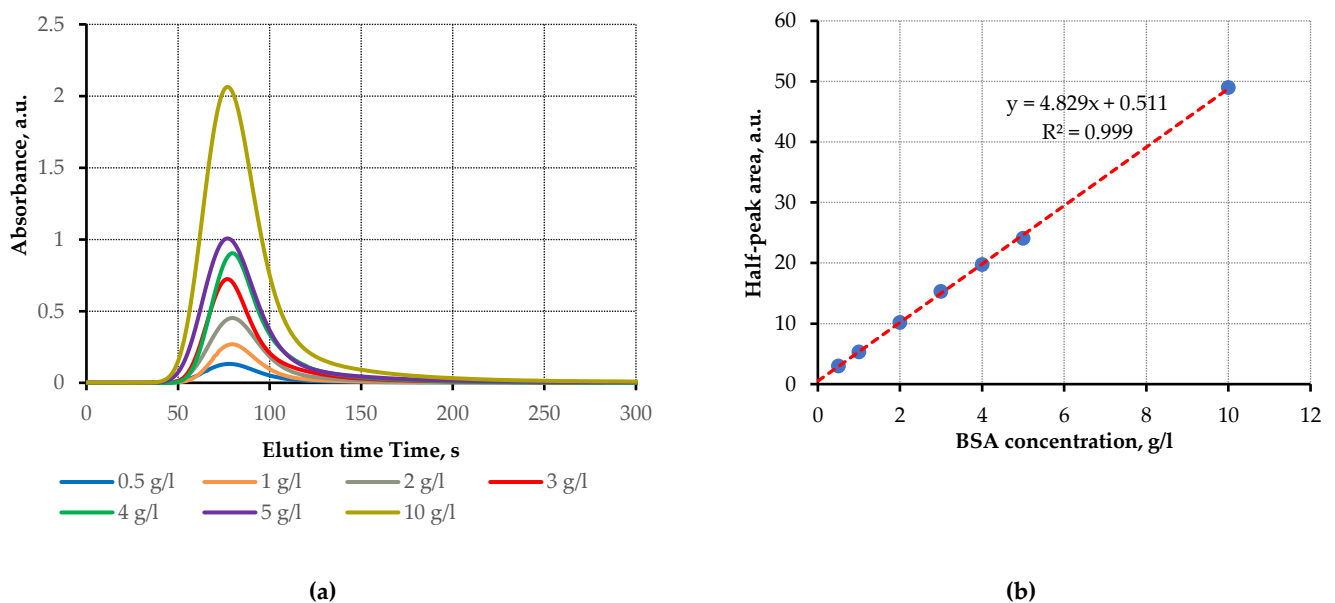 2.5
2
1.5
1
0.5
0
Absorbance, a.u.
0 50 100 150 200 250 300
Elution time Time, s
0.5 g/l 1 g/l 2 g/l 3 g/l
4 g/l 5 g/l 10 g/l
(a)
60
50
40
30
20
10
0
Half-peak area, a.u.
y = 4.829x + 0.511
R² = 0.999
0 2 4 6 8 10 12
BSA concentration, g/l
(b)